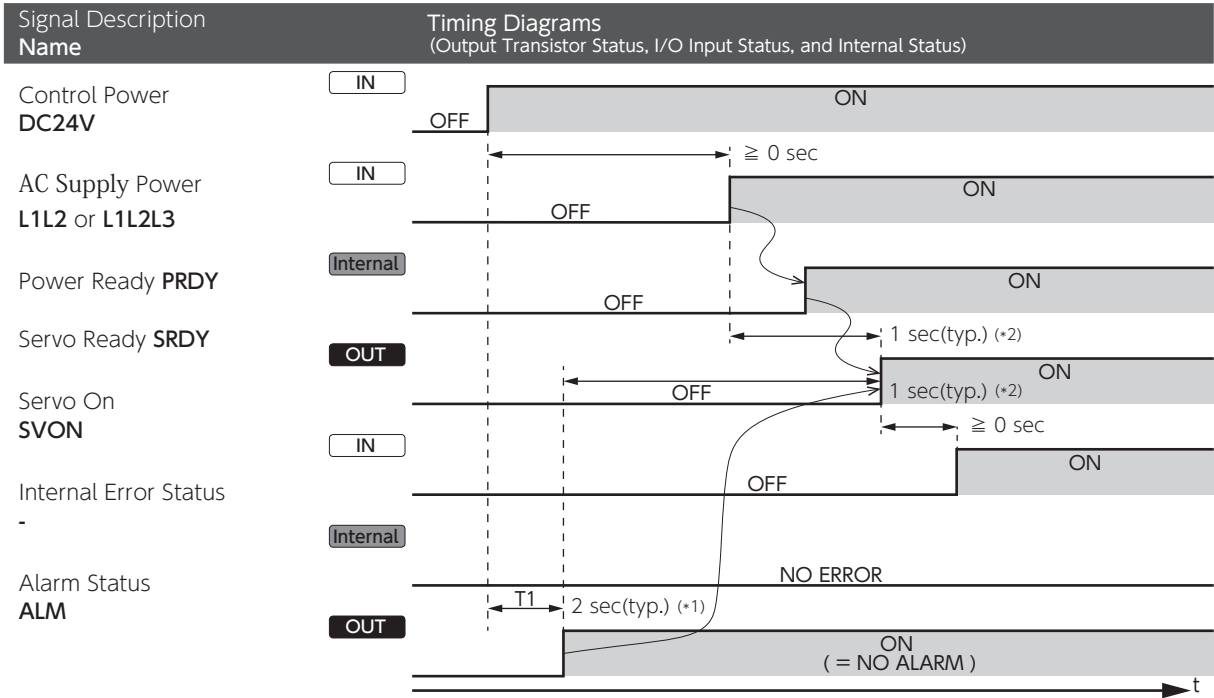 Signal Description
Name
Timing Diagrams
(Output Transistor Status, I/O Input Status, and Internal Status)
Control Power
DC24V
IN
OFF
ON
≧ 0 sec
AC Supply Power
L1L2 or L1L2L3
IN
OFF
ON
Power Ready PRDY
Internal
OFF
ON
Servo Ready SRDY
1 sec(typ.) (*2)
OUT
OFF
ON
1 sec(typ.) (*2)
Servo On
SVON
≧ 0 sec
IN
OFF
ON
Internal Error Status
-
Internal
NO ERROR
Alarm Status
ALM
T1
2 sec(typ.) (*1)
OUT
ON
( = NO ALARM )
t